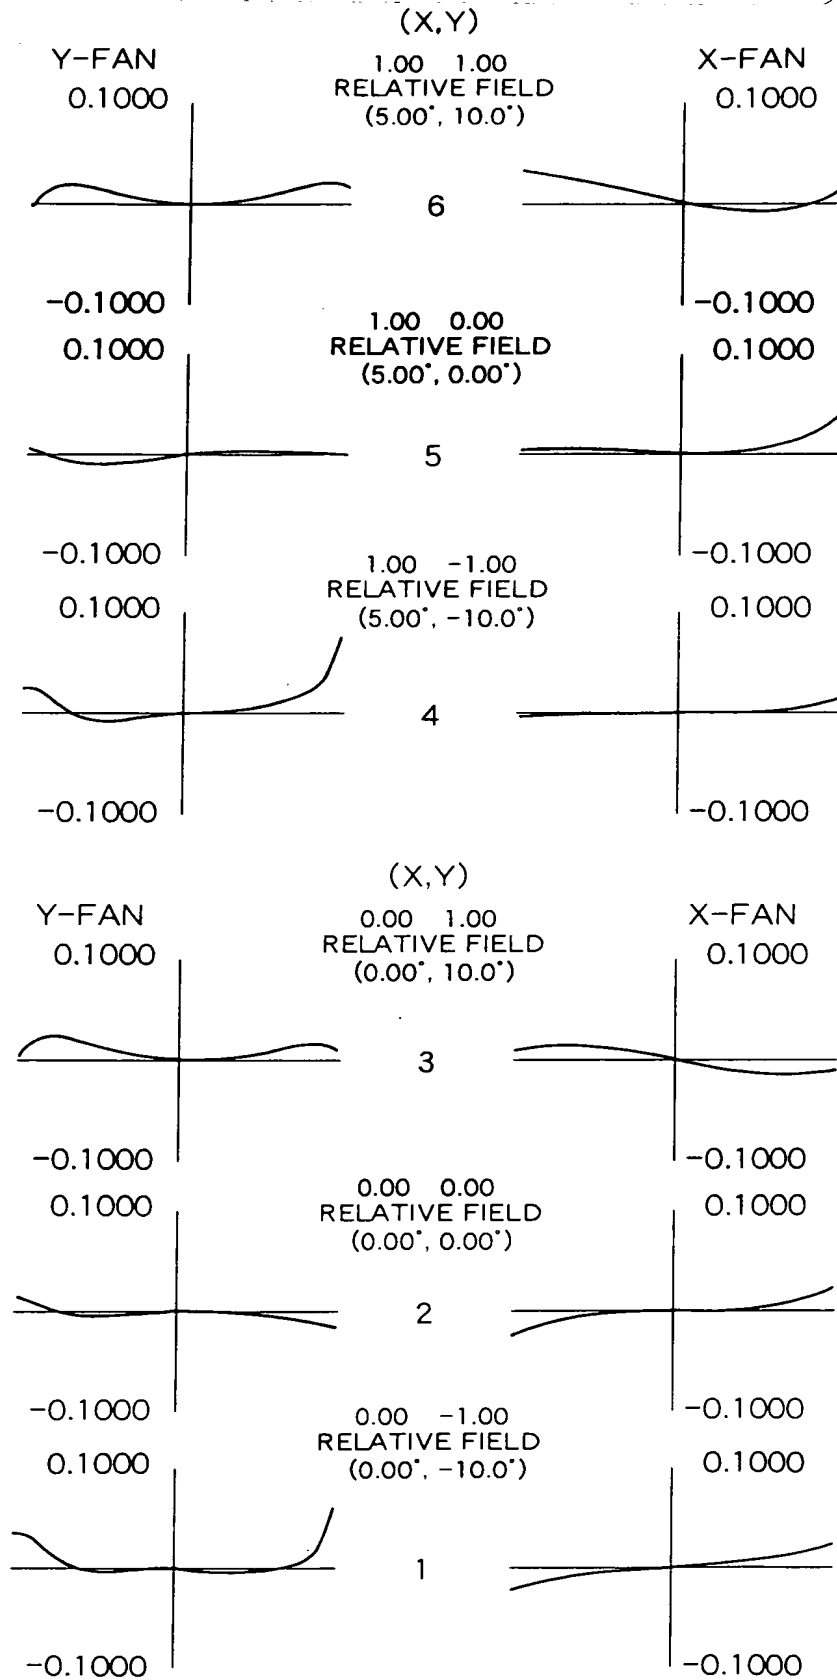 (X,Y)
Y-FAN 1.00 1.00 X-FAN
0.1000 RELATIVE FIELD 0.1000
(5.00°, 10.0°)
6
-0.1000 -0.1000
1.00 0.00
0.1000 RELATIVE FIELD 0.1000
(5.00°, 0.00°)
5
-0.1000 -0.1000
1.00 -1.00
0.1000 RELATIVE FIELD 0.1000
(5.00°, -10.0°)
4
-0.1000 -0.1000
(X,Y)
Y-FAN 0.00 1.00 X-FAN
0.1000 RELATIVE FIELD 0.1000
(0.00°, 10.0°)
3
-0.1000 -0.1000
0.00 0.00
0.1000 RELATIVE FIELD 0.1000
(0.00°, 0.00°)
2
-0.1000 -0.1000
0.00 -1.00
0.1000 RELATIVE FIELD 0.1000
(0.00°, -10.0°)
1
-0.1000 -0.1000